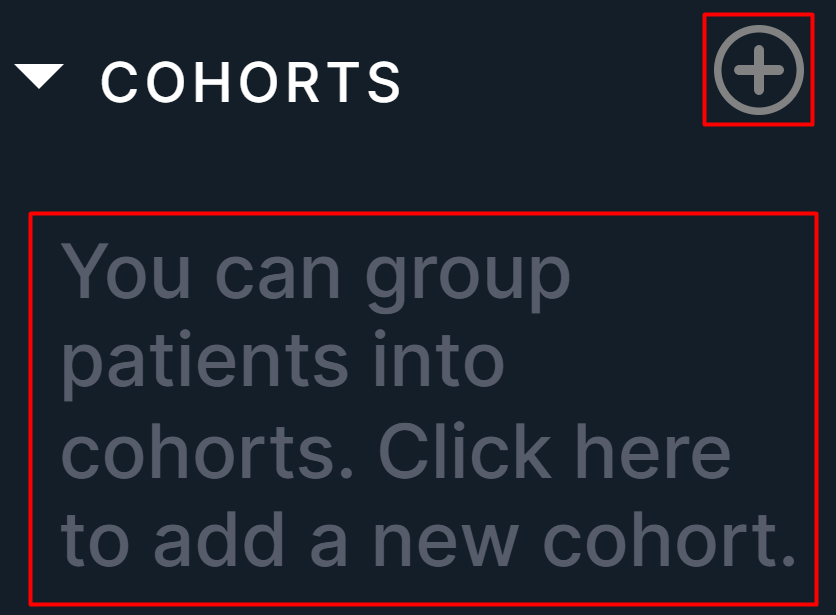 COHORTS
You can group
patients into
cohorts. Click here
to add a new cohort.